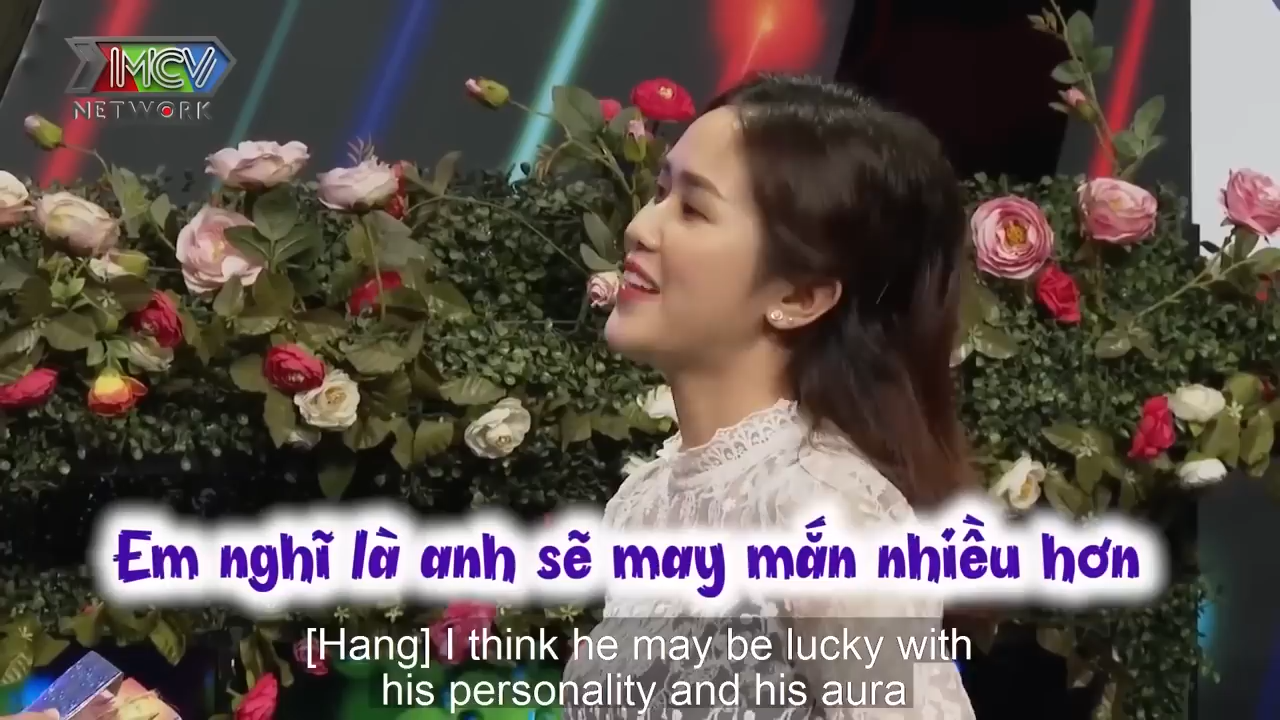 MCV
NETWORK
Em nghĩ là anh sẽ may mắn nhiều hơn
[Hang] I think he may be lucky with
his personality and his aura